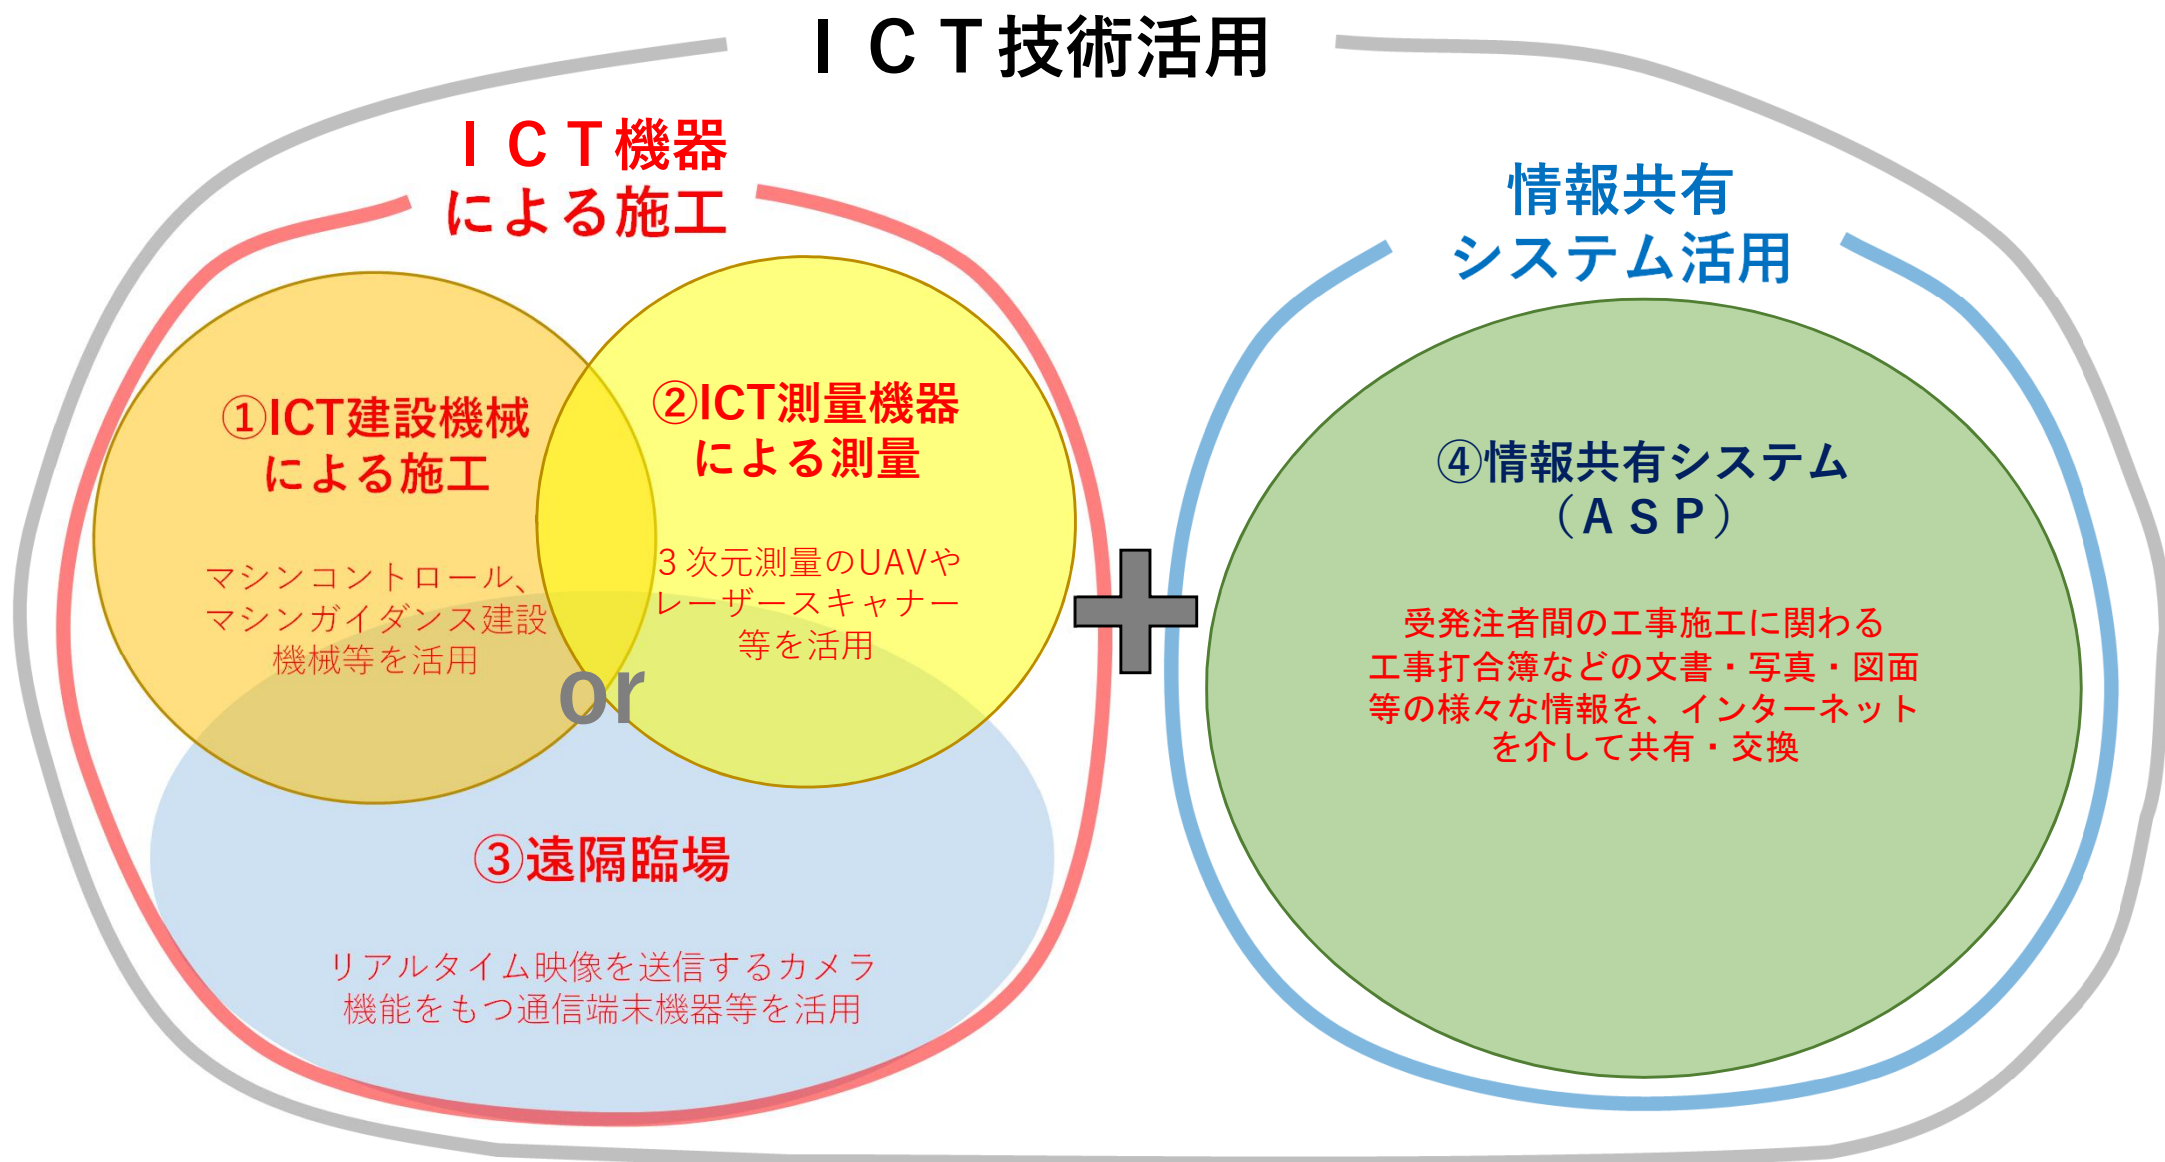 ＩＣＴ技術活用
ＩＣＴ機器
による施工
①ICT建設機械
による施工
マシンコントロール、
マシンガイダンス建設
機械等を活用
②ICT測量機器
による測量
３次元測量のUAVや
レーザースキャナー
等を活用
or
③遠隔臨場
リアルタイム映像を送信するカメラ
機能をもつ通信端末機器等を活用
情報共有
システム活用
④情報共有システム
（ＡＳＰ）
受発注者間の工事施工に関わる
工事打合簿などの文書・写真・図面
等の様々な情報を、インターネット
を介して共有・交換